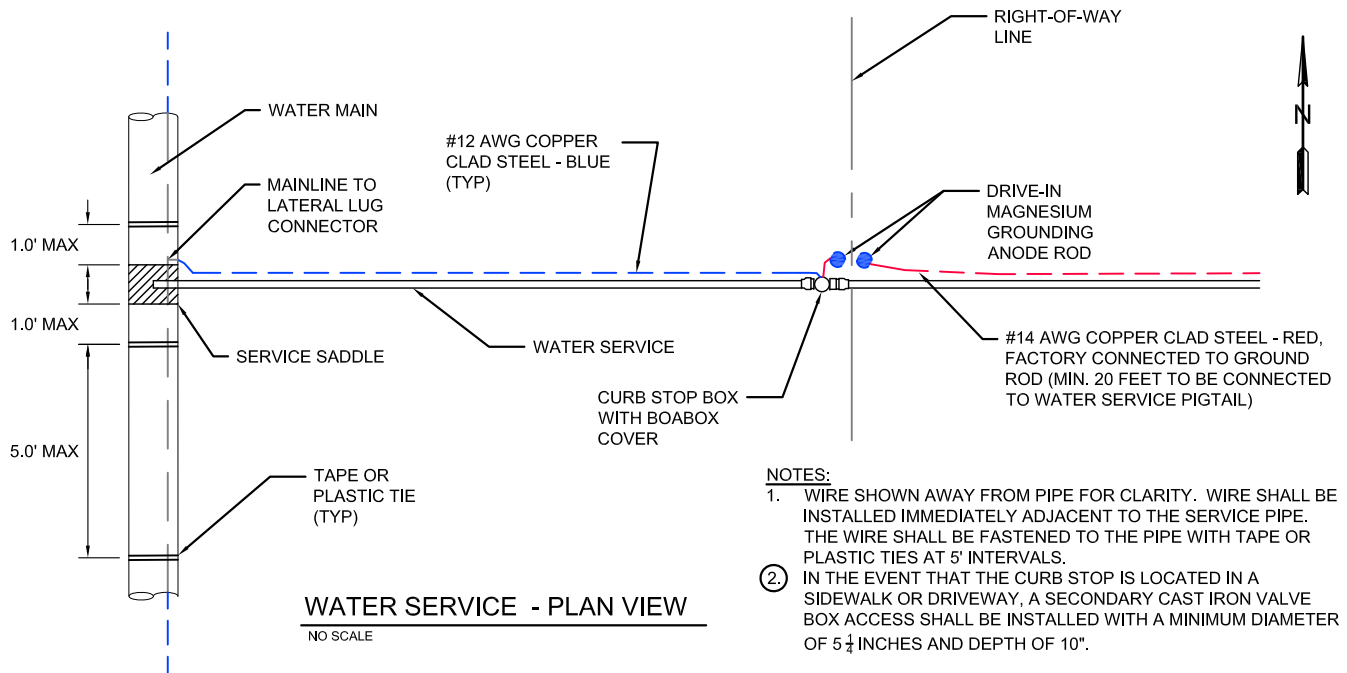 RIGHT-OF-WAY
LINE
N
WATER MAIN
#12 AWG COPPER
CLAD STEEL - BLUE
(TYP)
MAINLINE TO
LATERAL LUG
CONNECTOR
DRIVE-IN
MAGNESIUM
GROUNDING
ANODE ROD
1.0' MAX
1.0' MAX
SERVICE SADDLE
WATER SERVICE
#14 AWG COPPER CLAD STEEL - RED,
FACTORY CONNECTED TO GROUND
ROD (MIN. 20 FEET TO BE CONNECTED
TO WATER SERVICE PIGTAIL)
CURB STOP BOX
WITH BOABOX
COVER
5.0' MAX
TAPE OR
PLASTIC TIE
(TYP)
NOTES:
1. WIRE SHOWN AWAY FROM PIPE FOR CLARITY. WIRE SHALL BE
INSTALLED IMMEDIATELY ADJACENT TO THE SERVICE PIPE.
THE WIRE SHALL BE FASTENED TO THE PIPE WITH TAPE OR
PLASTIC TIES AT 5' INTERVALS.
2. IN THE EVENT THAT THE CURB STOP IS LOCATED IN A
SIDEWALK OR DRIVEWAY, A SECONDARY CAST IRON VALVE
BOX ACCESS SHALL BE INSTALLED WITH A MINIMUM DIAMETER
OF 5 1/4 INCHES AND DEPTH OF 10".
WATER SERVICE - PLAN VIEW
NO SCALE